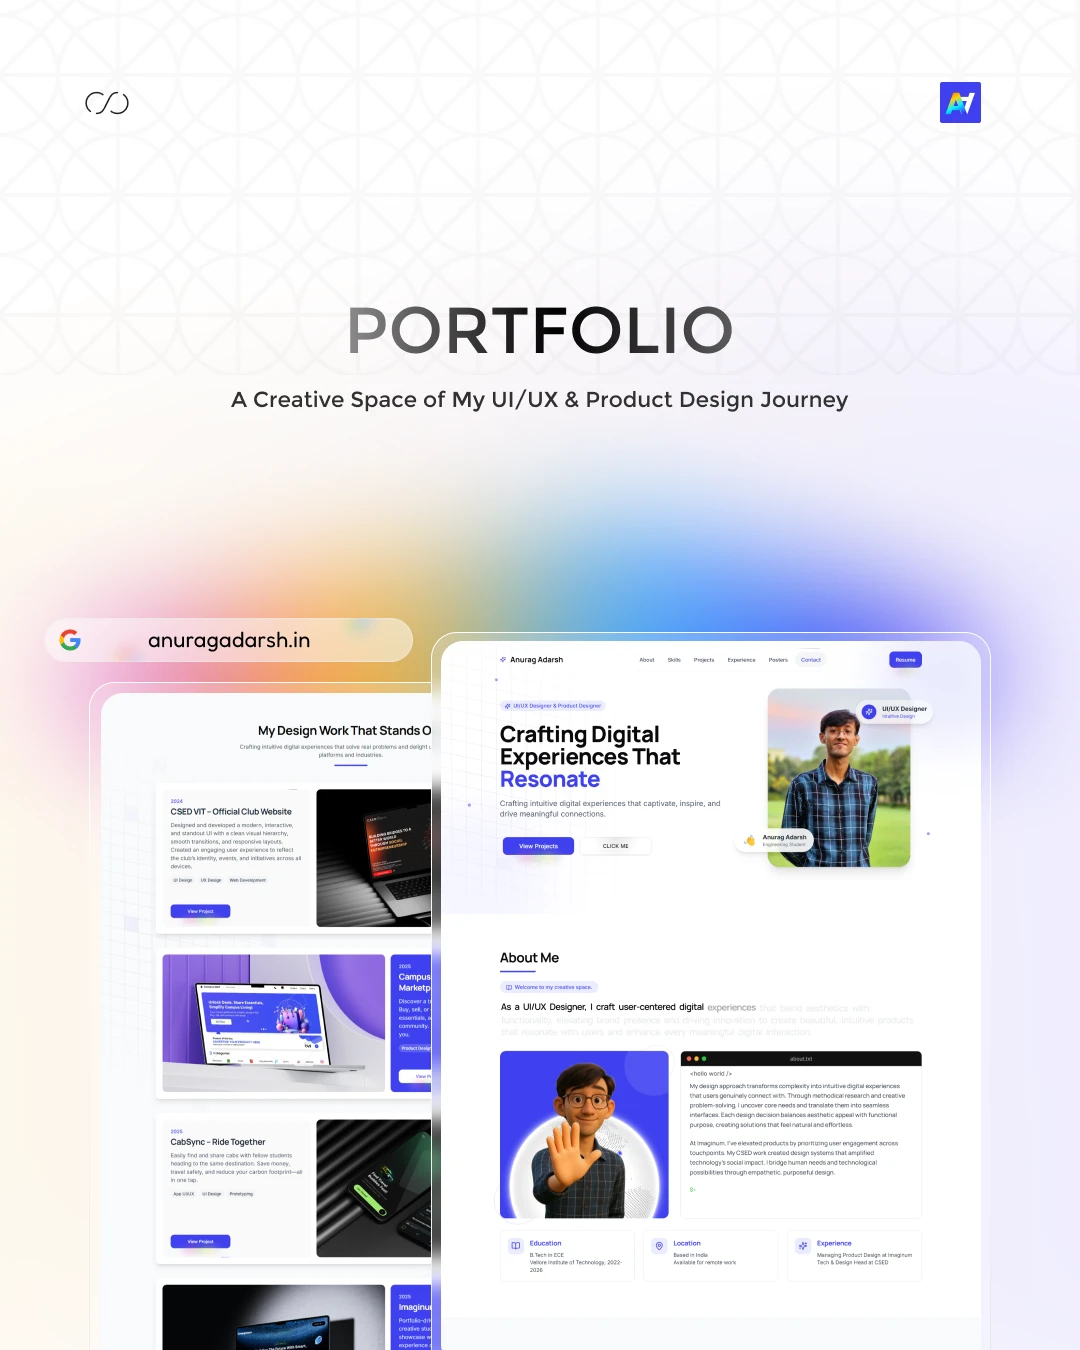 PORTFOLIO
A Creative Space of My UI/UX & Product Design Journey
anuragadarsh.in
My Design Work That Stands O
Crafting intuitive digital experiences that solve real problems and delight u
platforms and industries.
2024
CSED VIT – Official Club Website
Designed and developed a modern, interactive,
and standout UI with a clean visual hierarchy,
smooth transitions, and responsive layouts.
Created an engaging user experience to reflect
the club's identity, events, and initiatives across all
devices.
UI Design UX Design Web Development
View Project
BUILDING BRIDGES TO A
BETTER WORLD
THROUGH
SOCIAL
ENTREPRENEURSHIP
Unlock Deals, Share Essentials,
Simplify Campus Living!
2025
Campus
Marketp
Discover a t
Buy, sell, or
essentials, a
community.
you.
Product Design
View P
2025
CabSync – Ride Together
Easily find and share cabs with fellow students
heading to the same destination. Save money,
travel safely, and reduce your carbon footprint—all
in one tap.
App UI/UX UI Design Prototyping
View Project
2025
Imaginu
Portfolio-dri
creative stud
showcase w
experience
Anurag Adarsh
About Skills Projects Experience Posters Contact
Resume
UI/UX Designer & Product Designer
Crafting Digital
Experiences That
Resonate
Crafting intuitive digital experiences that captivate, inspire, and
drive meaningful connections.
View Projects
CLICK ME
UI/UX Designer
Intuitive Design
Anurag Adarsh
Engineering Student
About Me
Welcome to my creative space.
As a UI/UX Designer, I craft user-centered digital experiences that blend aesthetics with
functionality, elevating brand presence and driving innovation to create beautiful, intuitive products
that resonate with users and enhance every meaningful digital interaction.
about.txt
<hello world />
My design approach transforms complexity into intuitive digital experiences
that users genuinely connect with. Through methodical research and creative
problem-solving, I uncover core needs and translate them into seamless
interfaces. Each design decision balances aesthetic appeal with functional
purpose, creating solutions that feel natural and effortless.
At Imaginum, I've elevated products by prioritizing user engagement across
touchpoints. My CSED work created design systems that amplified
technology's social impact. I bridge human needs and technological
possibilities through empathetic, purposeful design.
Education
B.Tech in ECE
Vellore Institute of Technology, 2022-
2026
Location
Based in India
Available for remote work
Experience
Managing Product Design at Imaginum
Tech & Design Head at CSED